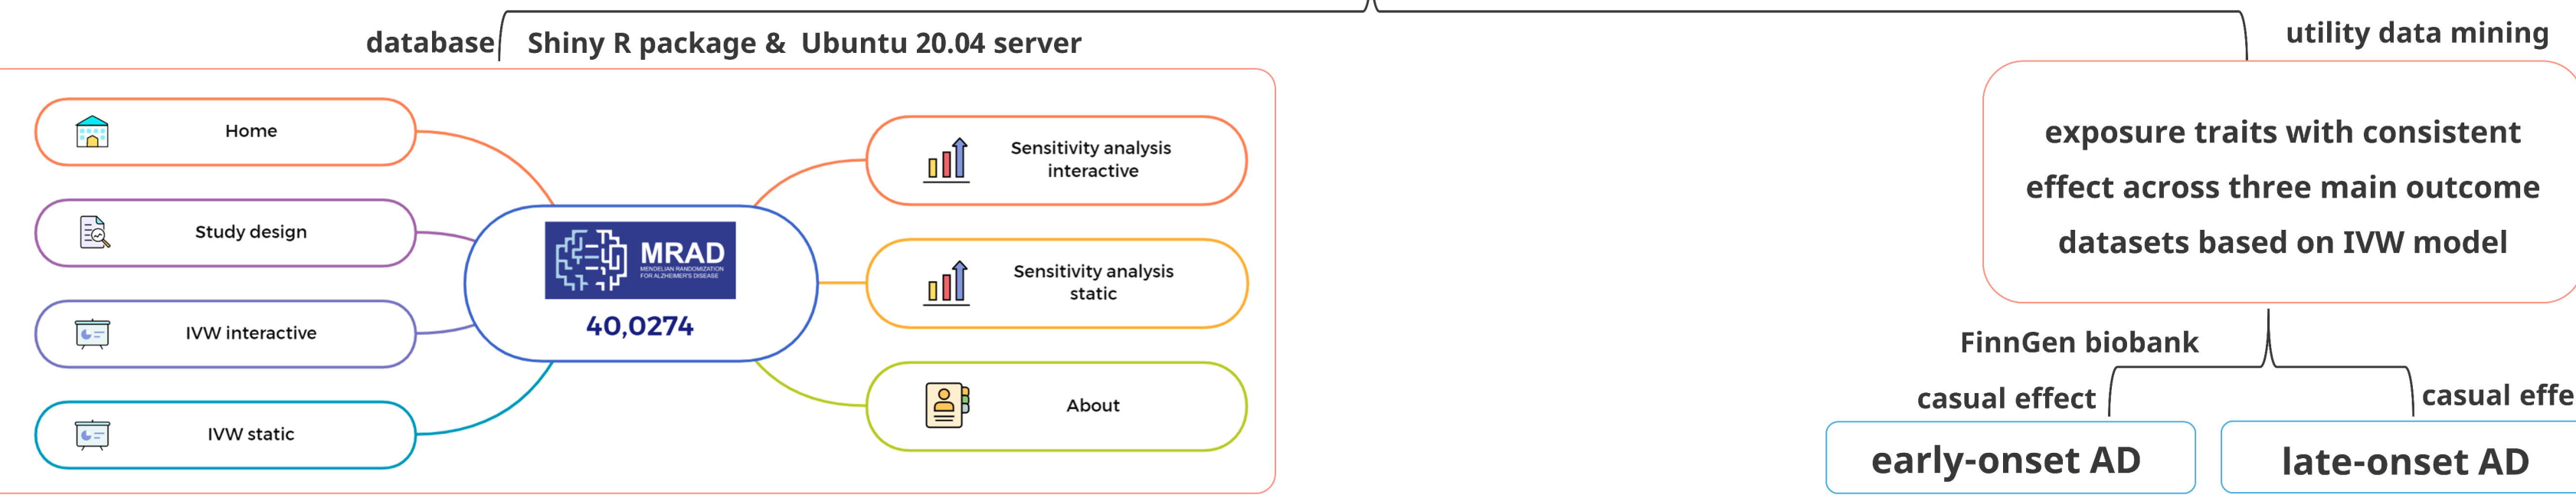 database
Shiny R package & Ubuntu 20.04 server
Home
Study design
IVW interactive
IVW static
MRAD
MENDELIAN RANDOMIZATION
FOR ALZHEIMER'S DISEASE
40,0274
Sensitivity analysis
interactive
Sensitivity analysis
static
About
utility data mining
exposure traits with consistent
effect across three main outcome
datasets based on IVW model
FinnGen biobank
casual effect
casual effe
early-onset AD
late-onset AD